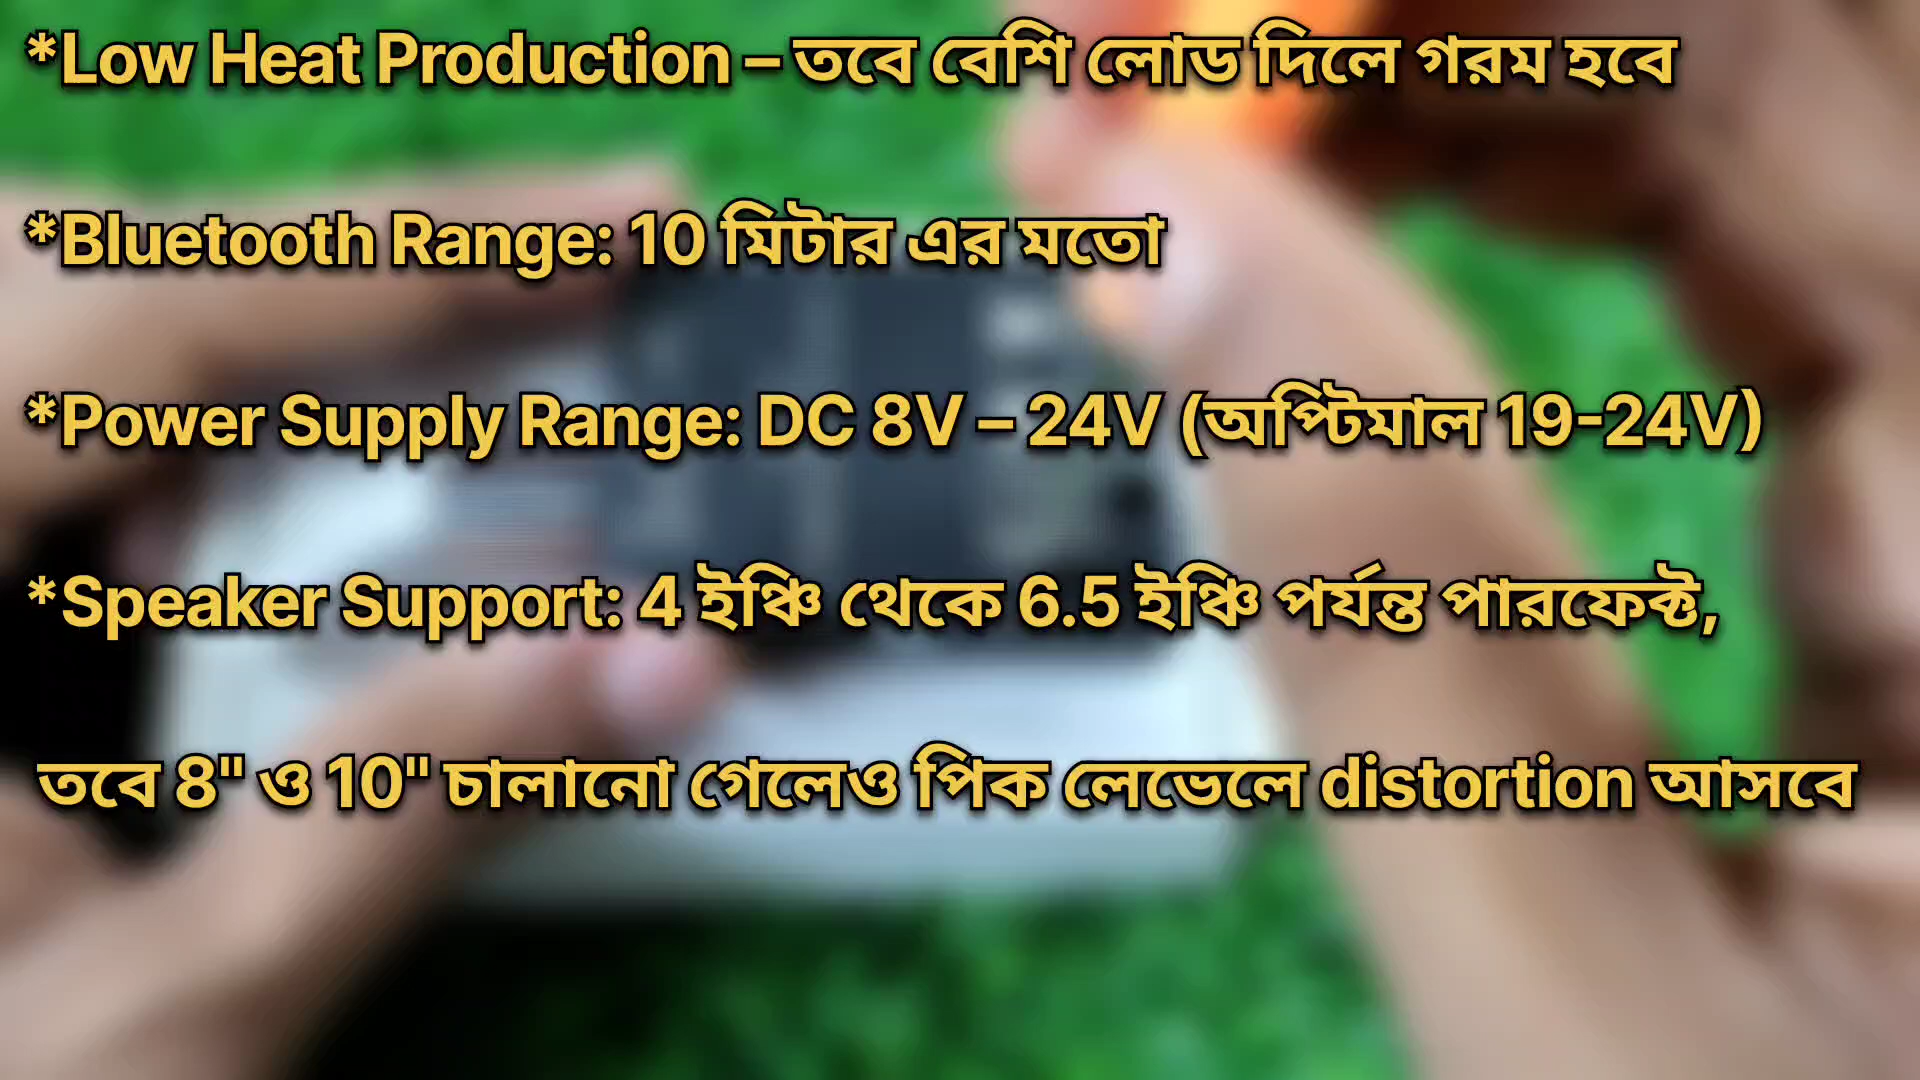 *Low Heat Production – তবে বেশি লোড দিলে গরম হবে
*Bluetooth Range: 10 মিটার এর মতো
*Power Supply Range: DC 8V – 24V (অপ্টিমাল 19-24V)
*Speaker Support: 4 ইঞ্চি থেকে 6.5 ইঞ্চি পর্যন্ত পারফেক্ট,
তবে 8" ও 10" চালানো গেলেও পিক লেভেলে distortion আসবে